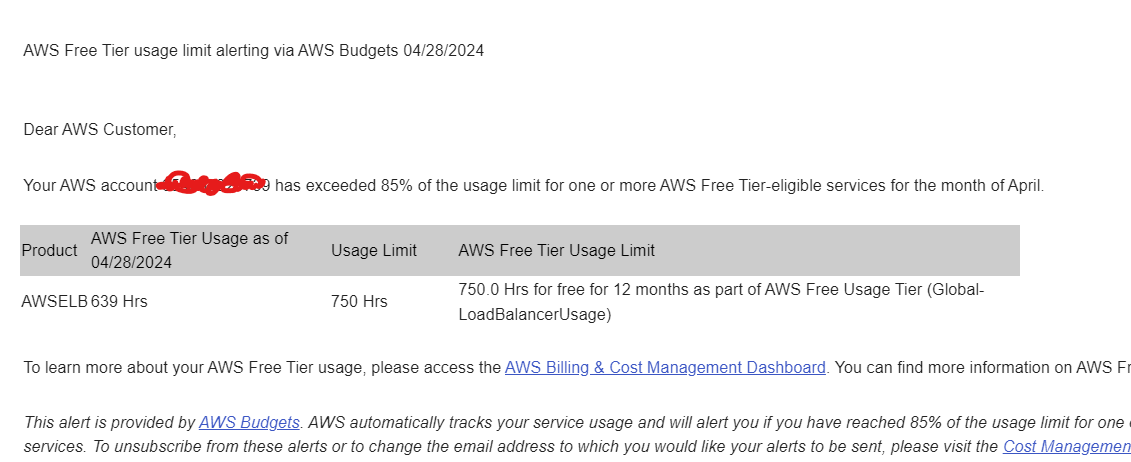 AWS Free Tier usage limit alerting via AWS Budgets 04/28/2024
Dear AWS Customer,
Your AWS account 9 has exceeded 85% of the usage limit for one or more AWS Free Tier-eligible services for the month of April.
Product AWS Free Tier Usage as of 04/28/2024 Usage Limit AWS Free Tier Usage Limit
AWSELB 639 Hrs 750 Hrs 750.0 Hrs for free for 12 months as part of AWS Free Usage Tier (Global-LoadBalancerUsage)
To learn more about your AWS Free Tier usage, please access the AWS Billing & Cost Management Dashboard. You can find more information on AWS Fr
This alert is provided by AWS Budgets. AWS automatically tracks your service usage and will alert you if you have reached 85% of the usage limit for one
services. To unsubscribe from these alerts or to change the email address to which you would like your alerts to be sent, please visit the Cost Managemen